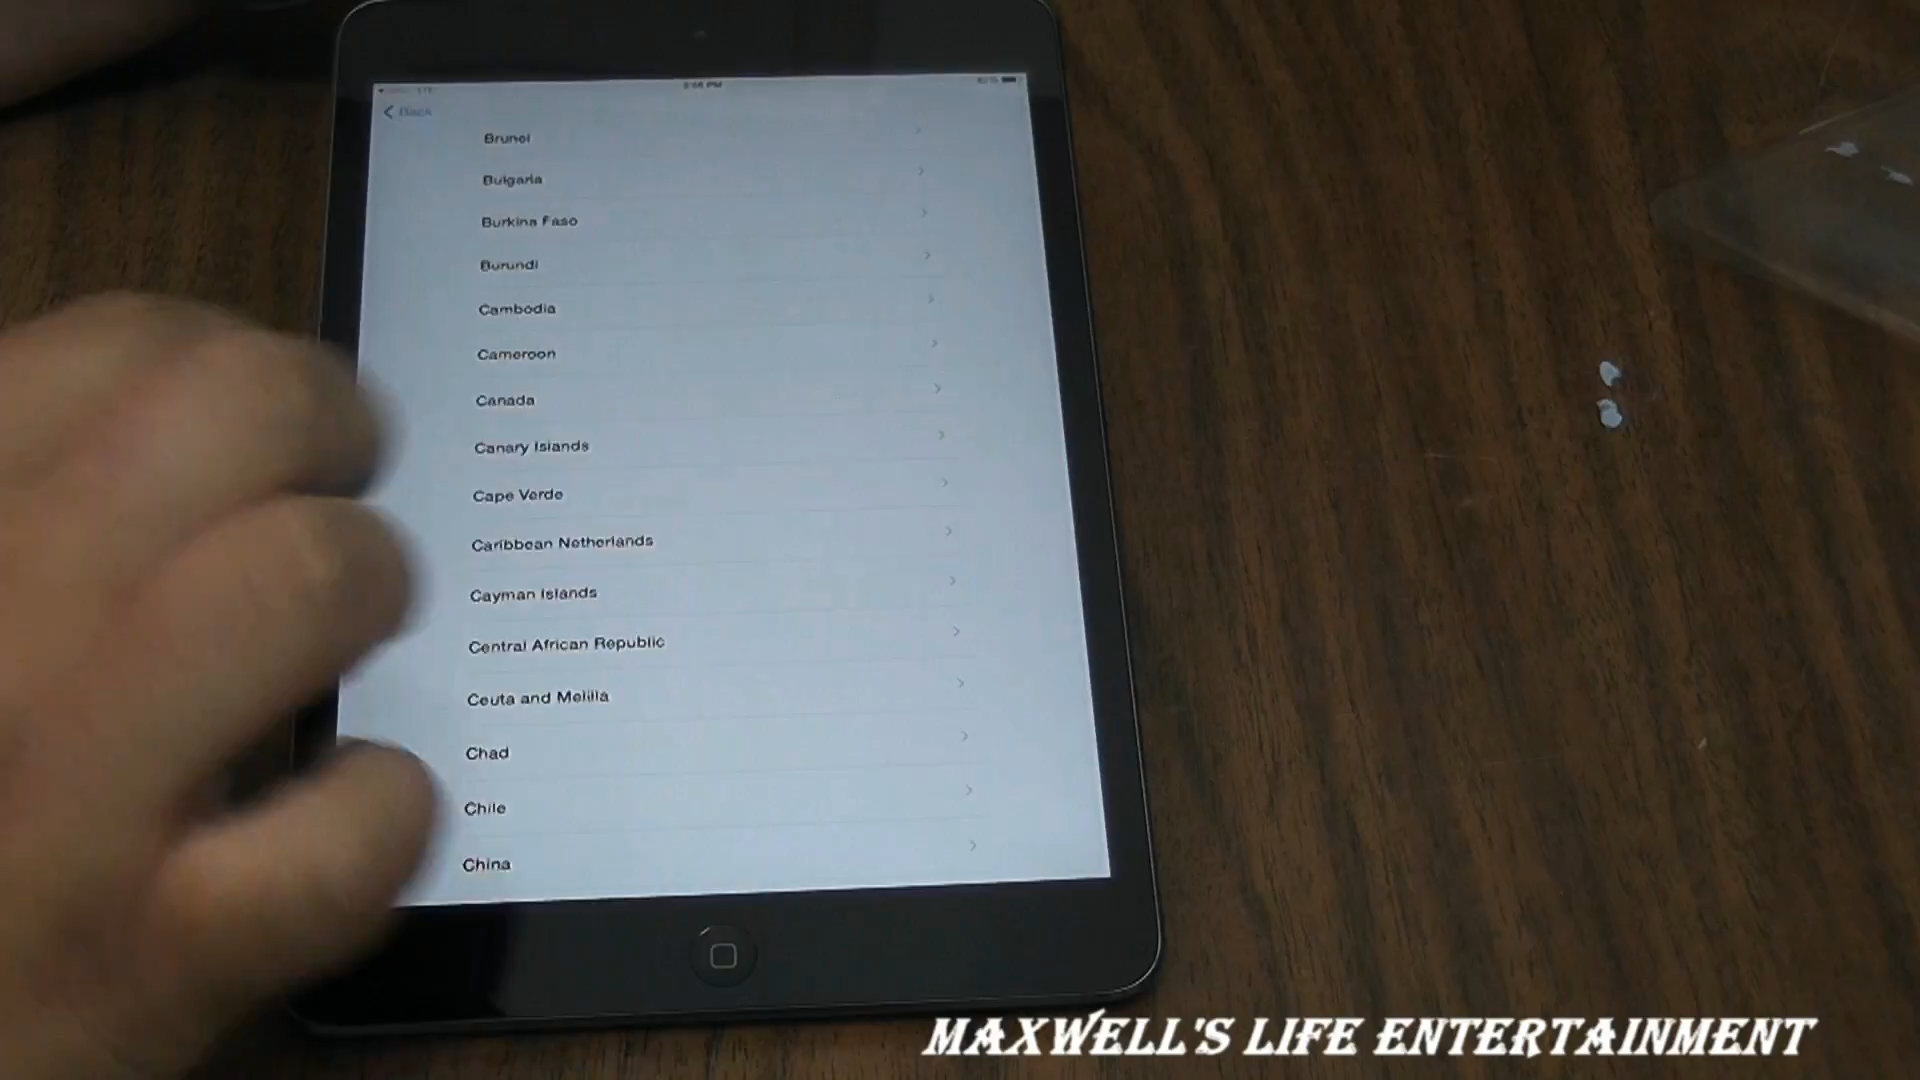 Back
Brunei
Bulgaria
Burkina Faso
Burundi
Cambodia
Cameroon
Canada
Canary Islands
Cape Verde
Caribbean Netherlands
Cayman Islands
Central African Republic
Ceuta and Melilla
Chad
Chile
China
MAXWELL'S LIFE ENTERTAINMENT